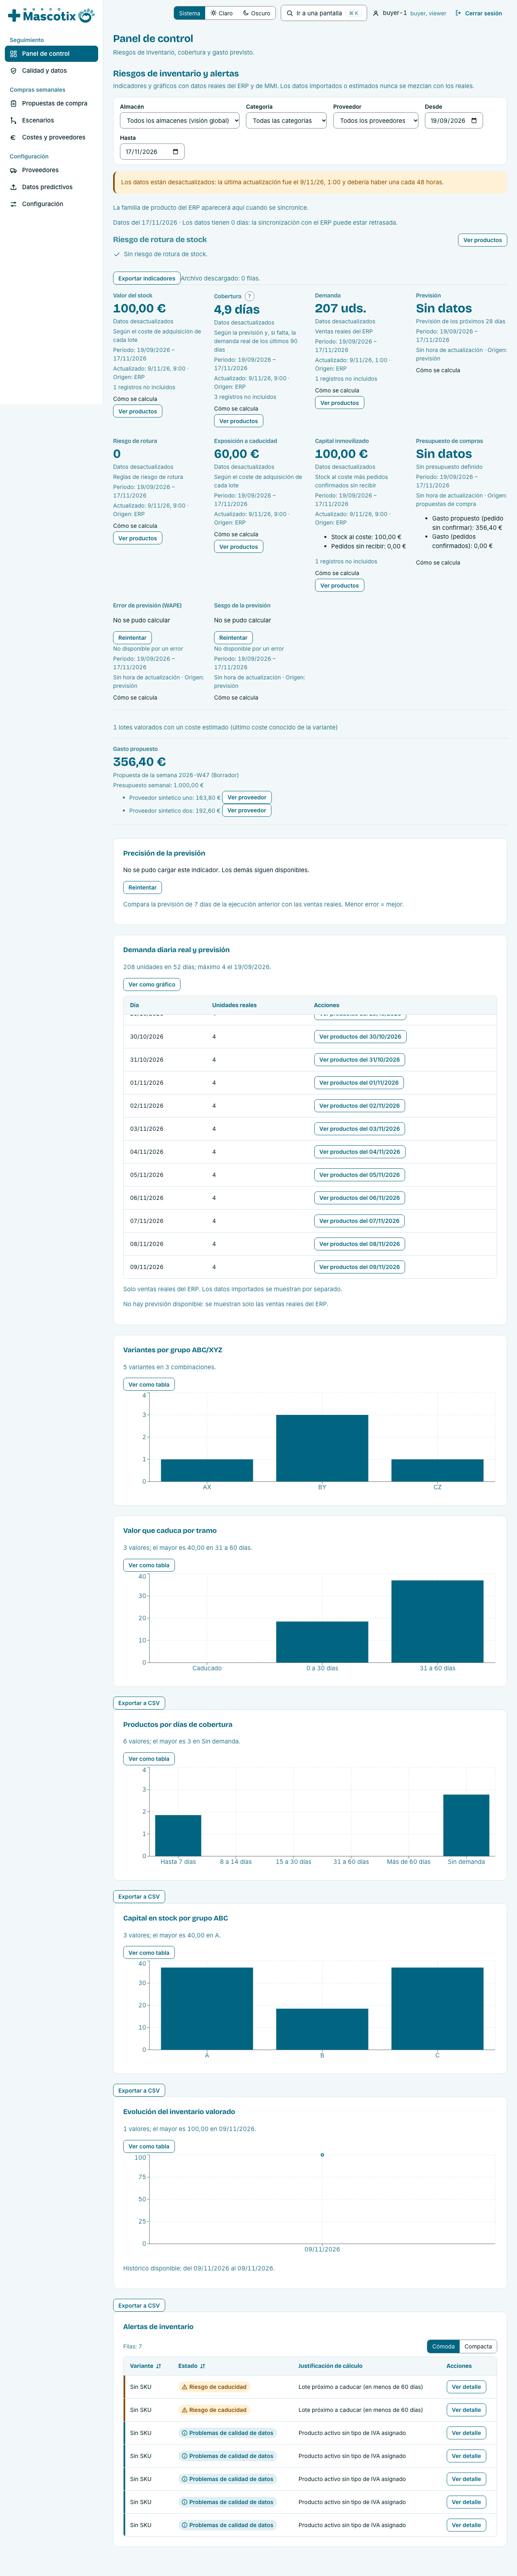 NUEVO
Mascotix
Sistema
Claro
Oscuro
Ir a una pantalla
⌘ K
buyer-1
buyer, viewer
Cerrar sesión
Seguimiento
Panel de control
Calidad y datos
Compras semanales
Propuestas de compra
Escenarios
Costes y proveedores
Configuración
Proveedores
Datos predictivos
Configuración
Panel de control
Riesgos de inventario, cobertura y gasto previsto.
Riesgos de inventario y alertas
Indicadores y gráficos con datos reales del ERP y de MMI. Los datos importados o estimados nunca se mezclan con los reales.
Almacén
Todos los almacenes (visión global)
Categoría
Todas las categorías
Proveedor
Todos los proveedores
Desde
19/09/2026
Hasta
17/11/2026
Los datos están desactualizados: la última actualización fue el 9/11/26, 1:00 y debería haber una cada 48 horas.
La familia de producto del ERP aparecerá aquí cuando se sincronice.
Datos del 17/11/2026 · Los datos tienen 0 días: la sincronización con el ERP puede estar retrasada.
Riesgo de rotura de stock
Ver productos
Sin riesgo de rotura de stock.
Exportar indicadores
Archivo descargado: 0 filas.
Valor del stock
100,00 €
Datos desactualizados
Según el coste de adquisición de
cada lote
Periodo: 19/09/2026 –
17/11/2026
Actualizado: 9/11/26, 9:00 ·
Origen: ERP
1 registros no incluidos
Cómo se calcula
Ver productos
Cobertura
?
4,9 días
Datos desactualizados
Según la previsión y, si falta, la
demanda real de los últimos 90
días
Periodo: 19/09/2026 –
17/11/2026
Actualizado: 9/11/26, 9:00 ·
Origen: ERP
3 registros no incluidos
Cómo se calcula
Ver productos
Demanda
207 uds.
Datos desactualizados
Ventas reales del ERP
Periodo: 19/09/2026 –
17/11/2026
Actualizado: 9/11/26, 1:00 ·
Origen: ERP
1 registros no incluidos
Cómo se calcula
Ver productos
Previsión
Sin datos
Previsión de los próximos 28 días
Periodo: 19/09/2026 –
17/11/2026
Sin hora de actualización · Origen:
previsión
Cómo se calcula
Riesgo de rotura
0
Datos desactualizados
Reglas de riesgo de rotura
Periodo: 19/09/2026 –
17/11/2026
Actualizado: 9/11/26, 9:00 ·
Origen: ERP
Cómo se calcula
Ver productos
Exposición a caducidad
60,00 €
Datos desactualizados
Según el coste de adquisición de
cada lote
Periodo: 19/09/2026 –
17/11/2026
Actualizado: 9/11/26, 9:00 ·
Origen: ERP
Cómo se calcula
Ver productos
Capital inmovilizado
100,00 €
Datos desactualizados
Stock al coste más pedidos
confirmados sin recibir
Periodo: 19/09/2026 –
17/11/2026
Actualizado: 9/11/26, 9:00 ·
Origen: ERP
• Stock al coste: 100,00 €
• Pedidos sin recibir: 0,00 €
1 registros no incluidos
Cómo se calcula
Ver productos
Presupuesto de compras
Sin datos
Sin presupuesto definido
Periodo: 19/09/2026 –
17/11/2026
Sin hora de actualización · Origen:
propuestas de compra
• Gasto propuesto (pedido
sin confirmar): 356,40 €
• Gasto (pedidos
confirmados): 0,00 €
Cómo se calcula
Error de previsión (WAPE)
No se pudo calcular
Reintentar
No disponible por un error
Periodo: 19/09/2026 –
17/11/2026
Sin hora de actualización · Origen:
previsión
Cómo se calcula
Sesgo de la previsión
No se pudo calcular
Reintentar
No disponible por un error
Periodo: 19/09/2026 –
17/11/2026
Sin hora de actualización · Origen:
previsión
Cómo se calcula
1 lotes valorados con un coste estimado (último coste conocido de la variante)
Gasto propuesto
356,40 €
Propuesta de la semana 2026-W47 (Borrador)
Presupuesto semanal: 1.000,00 €
• Proveedor sintetico uno: 163,80 € Ver proveedor
• Proveedor sintetico dos: 192,60 € Ver proveedor
Precisión de la previsión
No se pudo cargar este indicador. Los demás siguen disponibles.
Reintentar
Compara la previsión de 7 días de la ejecución anterior con las ventas reales. Menor error = mejor.
Demanda diaria real y previsión
208 unidades en 52 días; máximo 4 el 19/09/2026.
Ver como gráfico
Día Unidades reales Acciones
30/10/2026 4 Ver productos del 30/10/2026
31/10/2026 4 Ver productos del 31/10/2026
01/11/2026 4 Ver productos del 01/11/2026
02/11/2026 4 Ver productos del 02/11/2026
03/11/2026 4 Ver productos del 03/11/2026
04/11/2026 4 Ver productos del 04/11/2026
05/11/2026 4 Ver productos del 05/11/2026
06/11/2026 4 Ver productos del 06/11/2026
07/11/2026 4 Ver productos del 07/11/2026
08/11/2026 4 Ver productos del 08/11/2026
09/11/2026 4 Ver productos del 09/11/2026
Solo ventas reales del ERP. Los datos importados se muestran por separado.
No hay previsión disponible: se muestran solo las ventas reales del ERP.
Variantes por grupo ABC/XYZ
5 variantes en 3 combinaciones.
Ver como tabla
4
3
2
1
0
AX BY CZ
Valor que caduca por tramo
3 valores; el mayor es 40,00 en 31 a 60 días.
Ver como tabla
40
30
20
10
0
Caducado 0 a 30 días 31 a 60 días
Exportar a CSV
Productos por días de cobertura
6 valores; el mayor es 3 en Sin demanda.
Ver como tabla
4
3
2
1
0
Hasta 7 días 8 a 14 días 15 a 30 días 31 a 60 días Más de 60 días Sin demanda
Exportar a CSV
Capital en stock por grupo ABC
3 valores; el mayor es 40,00 en A.
Ver como tabla
40
30
20
10
0
A B C
Exportar a CSV
Evolución del inventario valorado
1 valores; el mayor es 100,00 en 09/11/2026.
Ver como tabla
100
75
50
25
0
09/11/2026
Histórico disponible: del 09/11/2026 al 09/11/2026.
Exportar a CSV
Alertas de inventario
Filas: 7
Cómoda
Compacta
Variante Estado Justificación de cálculo Acciones
Sin SKU Riesgo de caducidad Lote próximo a caducar (en menos de 60 días) Ver detalle
Sin SKU Riesgo de caducidad Lote próximo a caducar (en menos de 60 días) Ver detalle
Sin SKU Problemas de calidad de datos Producto activo sin tipo de IVA asignado Ver detalle
Sin SKU Problemas de calidad de datos Producto activo sin tipo de IVA asignado Ver detalle
Sin SKU Problemas de calidad de datos Producto activo sin tipo de IVA asignado Ver detalle
Sin SKU Problemas de calidad de datos Producto activo sin tipo de IVA asignado Ver detalle
Sin SKU Problemas de calidad de datos Producto activo sin tipo de IVA asignado Ver detalle